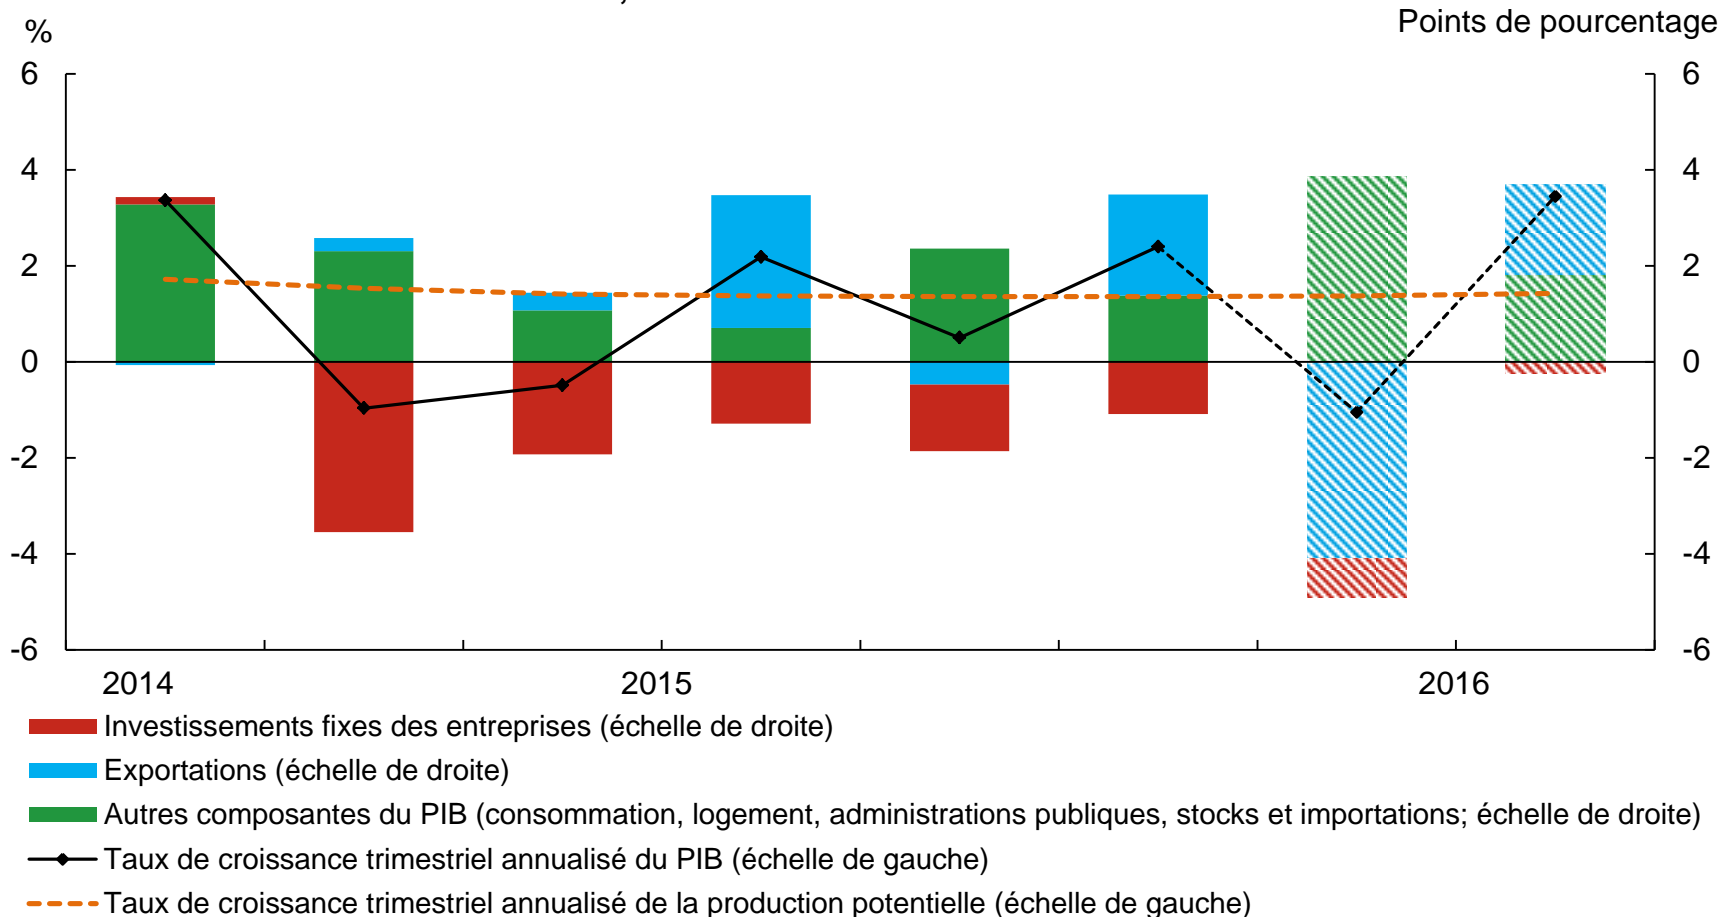 %
Points de pourcentage
6 6
4 4
2 2
0 0
-2 -2
-4 -4
-6 -6
2014 2015 2016
Investissements fixes des entreprises (échelle de droite)
Exportations (échelle de droite)
Autres composantes du PIB (consommation, logement, administrations publiques, stocks et importations; échelle de droite)
Taux de croissance trimestriel annualisé du PIB (échelle de gauche)
Taux de croissance trimestriel annualisé de la production potentielle (échelle de gauche)